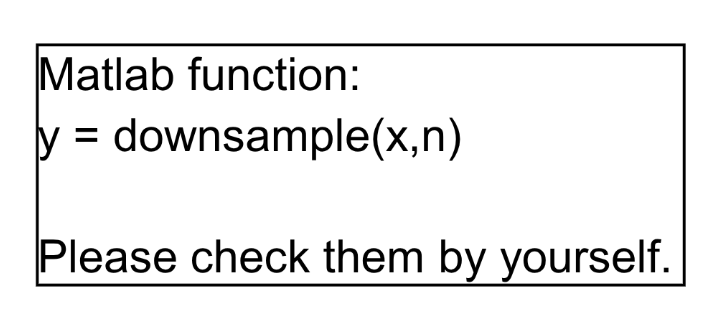 Matlab function:
y = downsample(x,n)
Please check them by yourself.